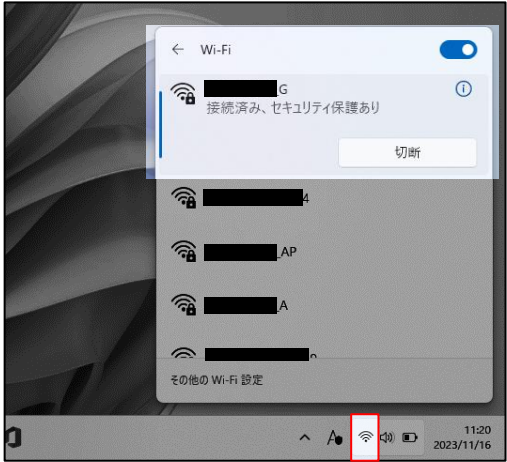 Wi-Fi
G
接続済み、セキュリティ保護あり
切断
4
_AP
_A
その他の Wi-Fi 設定
A
11:20
2023/11/16